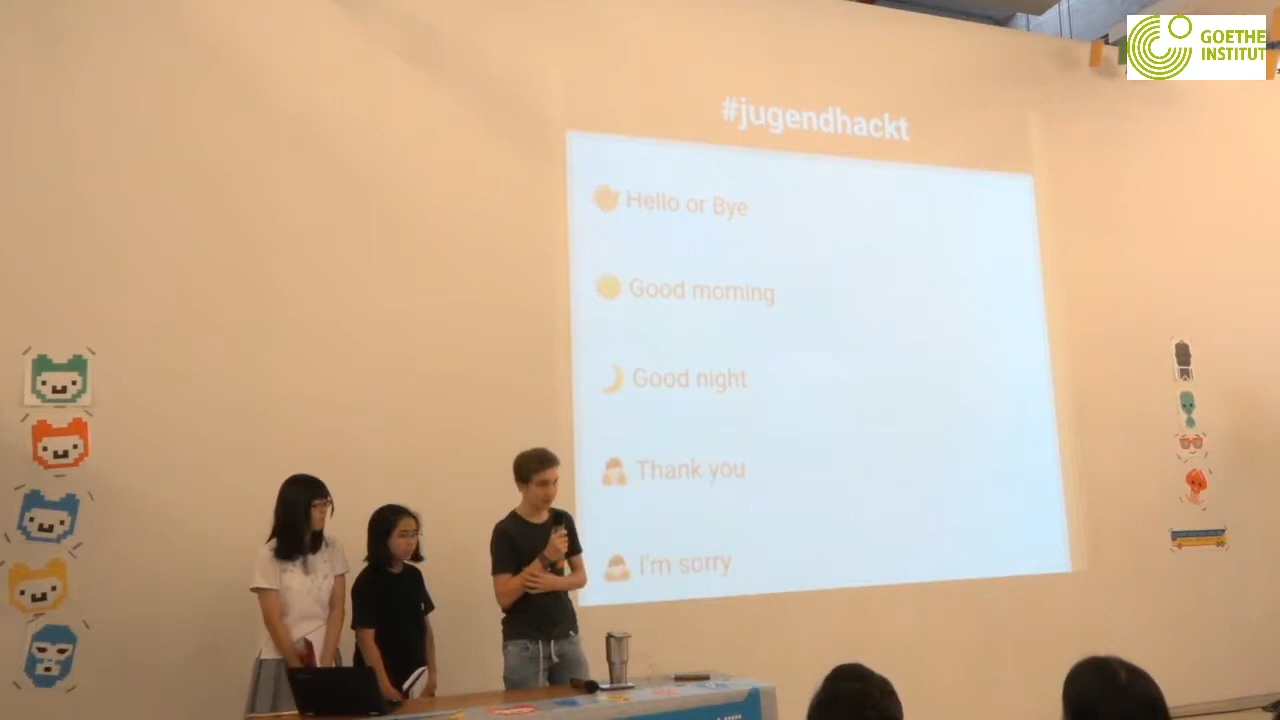 GOETHE
INSTITUT
#jugendhackt
Hello or Bye
Good morning
Good night
Thank you
I'm sorry